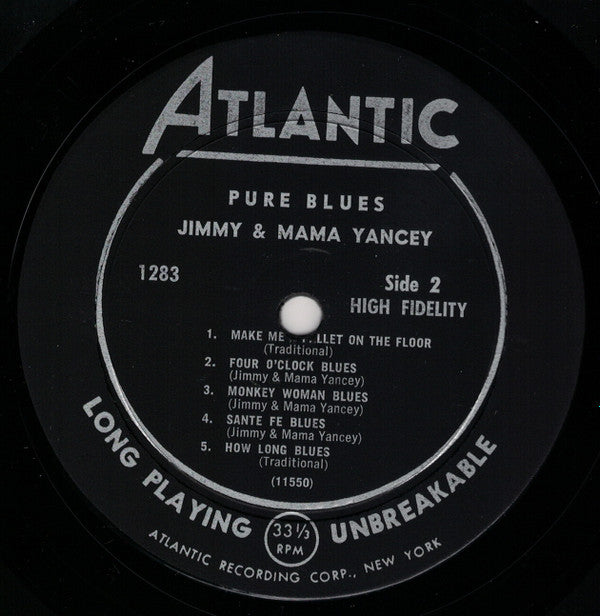 ATLANTIC
PURE BLUES
JIMMY & MAMA YANCEY
1283
Side 2
HIGH FIDELITY
1. MAKE ME LLET ON THE FLOOR
(Traditional)
2. FOUR O'CLOCK BLUES
(Jimmy & Mama Yancey)
3. MONKEY WOMAN BLUES
(Jimmy & Mama Yancey)
4. SANTE FE BLUES
(Jimmy & Mama Yancey)
5. HOW LONG BLUES
(Traditional)
(11550)
LONG PLAYING 33 1/3 RPM UNBREAKABLE
ATLANTIC RECORDING CORP., NEW YORK